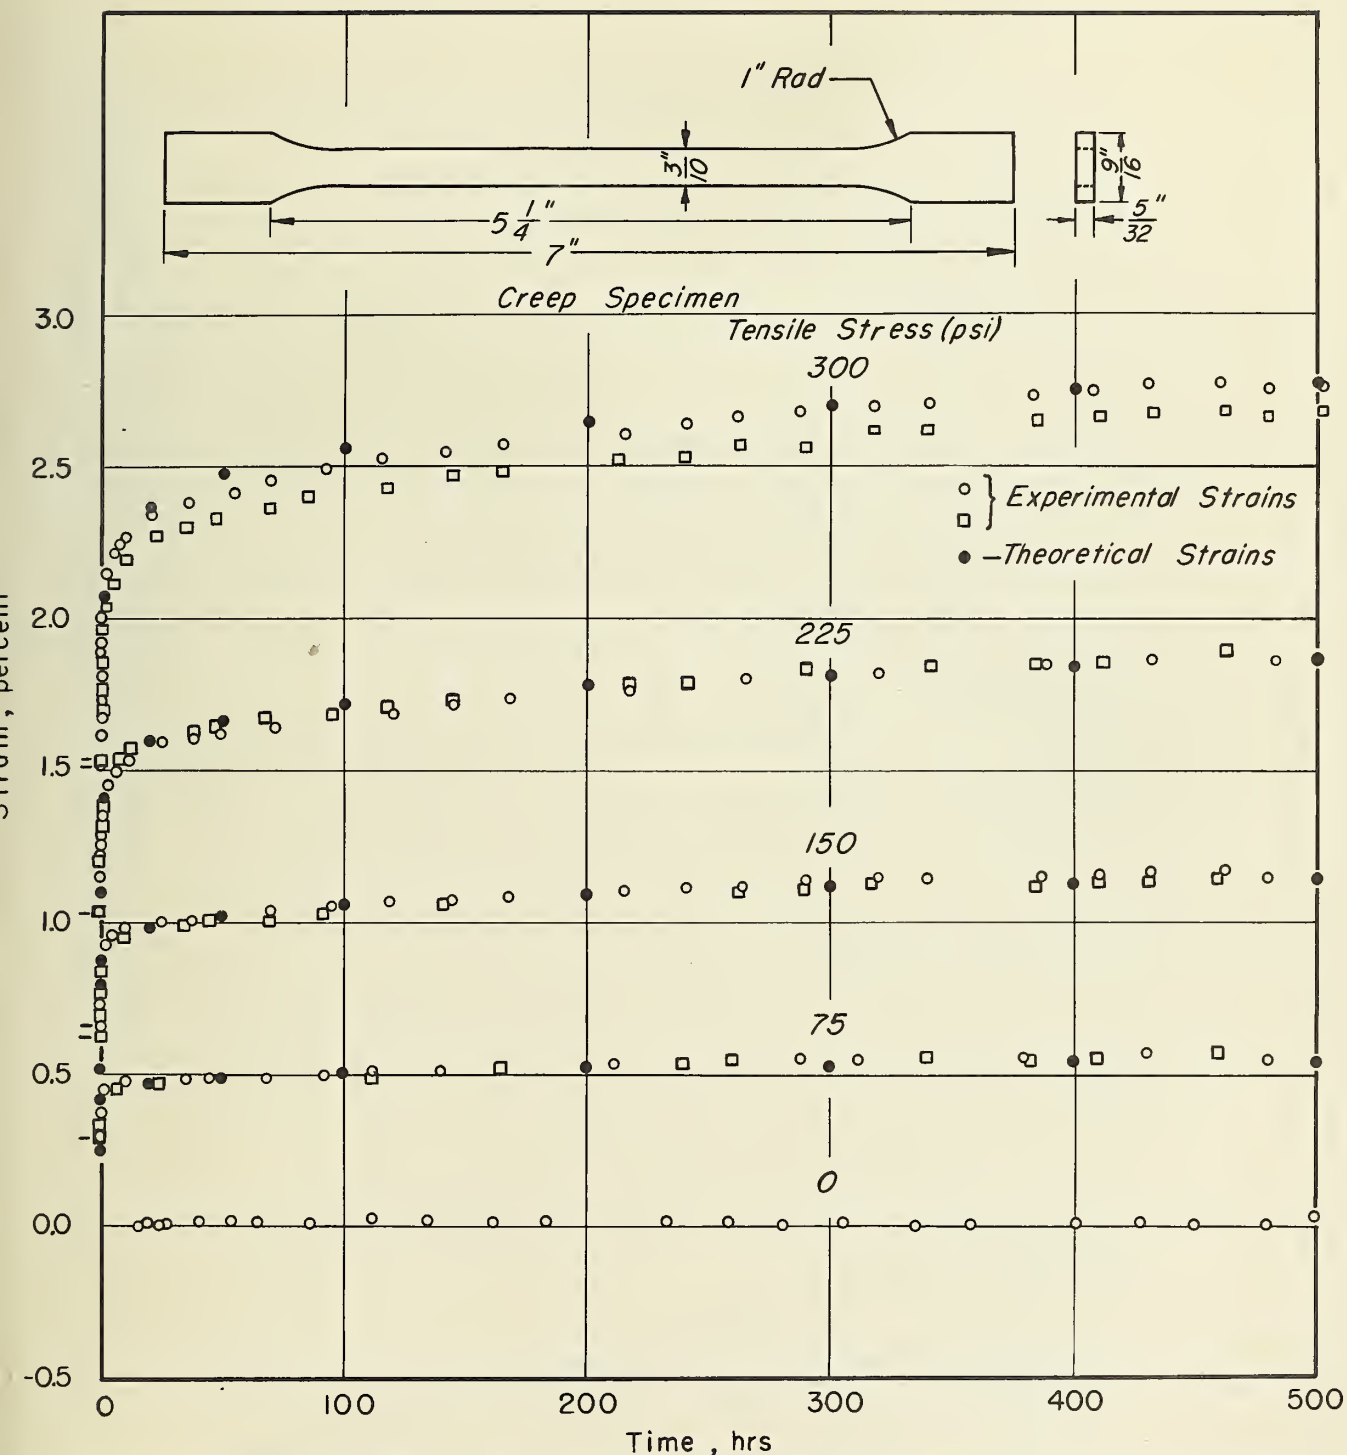 1" Rad
3"
10
9"
16
5 1/4"
5"
32
7"
Creep Specimen
3.0
Tensile Stress (psi)
300
2.5
Experimental Strains
—Theoretical Strains
2.0
225
1.5
150
1.0
75
0.5
0
0.0
-0.5
0 100 200 300 400 500
Time, hrs
Strain, percent